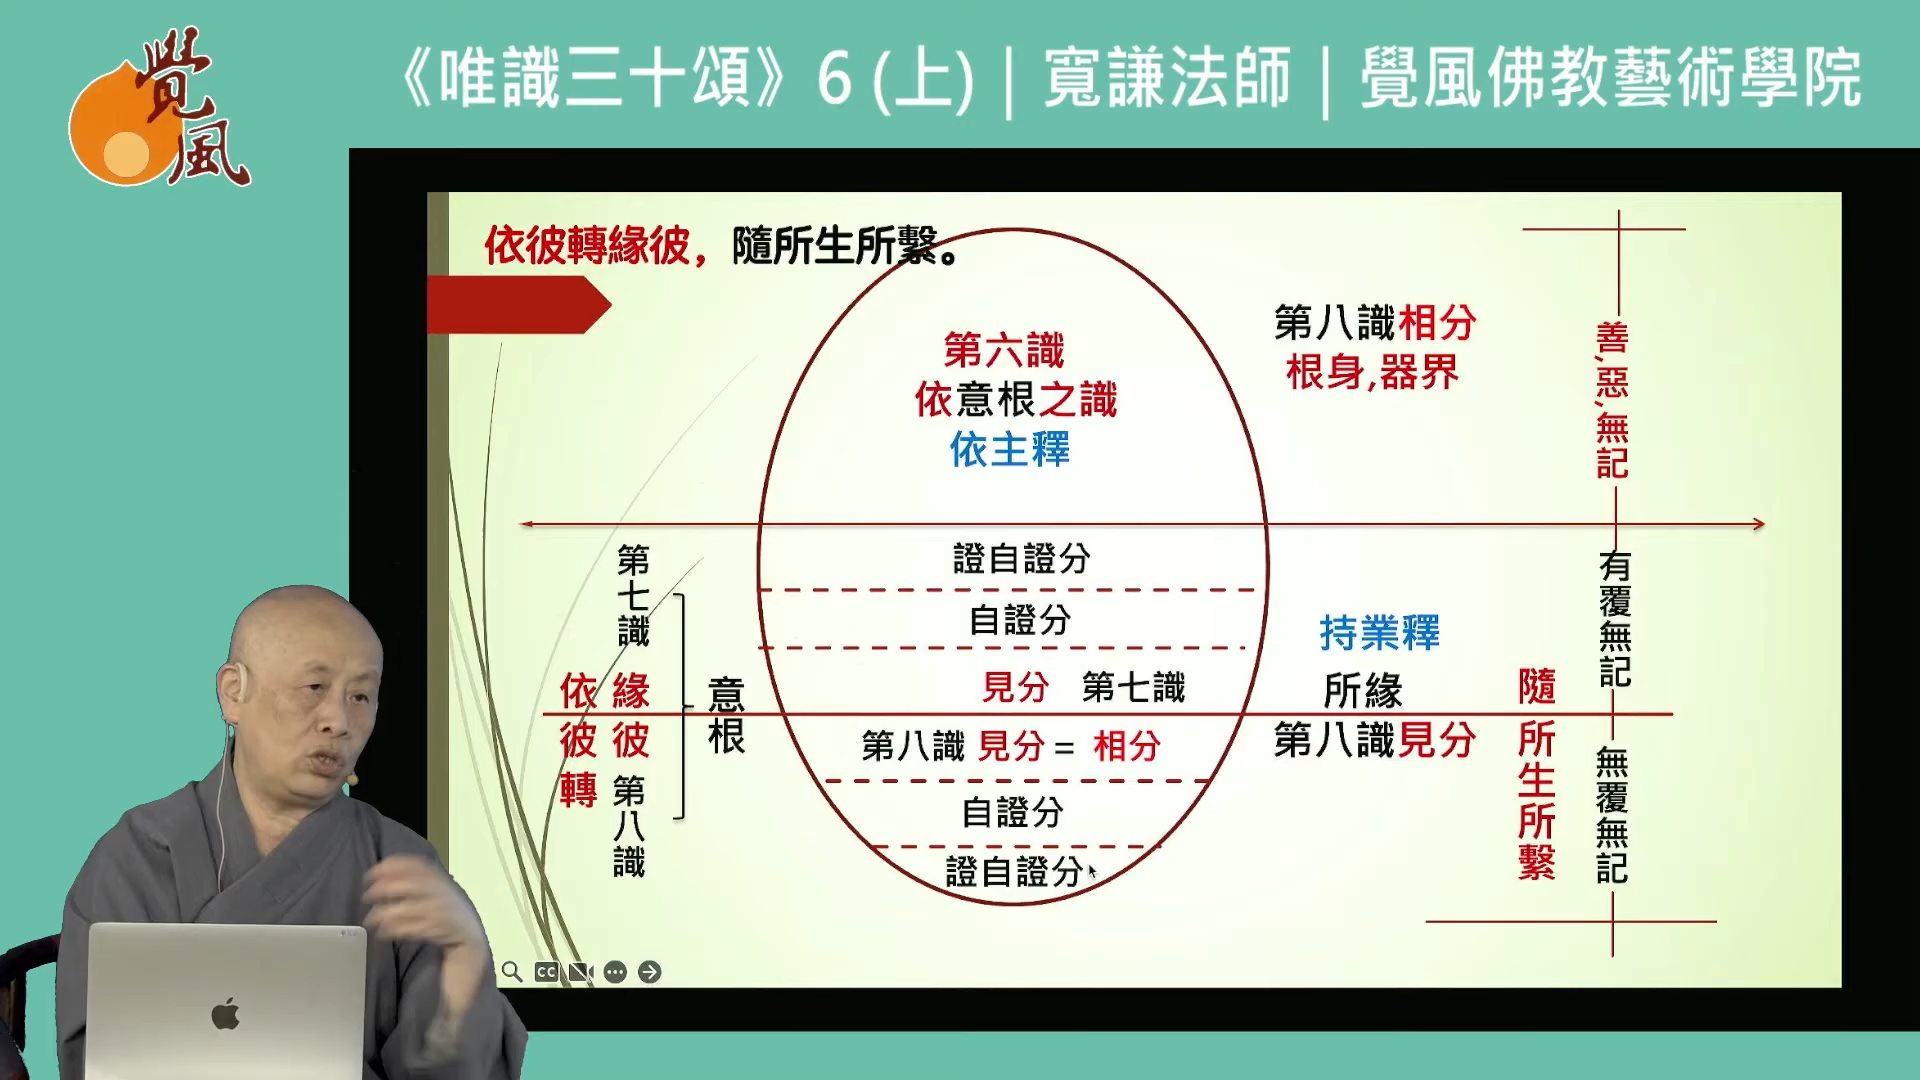 覺風
《唯識三十頌》6 (上)｜寬謙法師｜覺風佛教藝術學院
依彼轉緣彼，隨所生所繫。
第六識
依意根之識
依主釋
第八識相分
根身,器界
善,惡,無記
證自證分
自證分
見分 第七識
第八識 見分 = 相分
自證分
證自證分
第七識
緣彼
第八識
依彼轉
意根
持業釋
所緣
第八識見分
隨所生所繫
有覆無記
無覆無記
CC